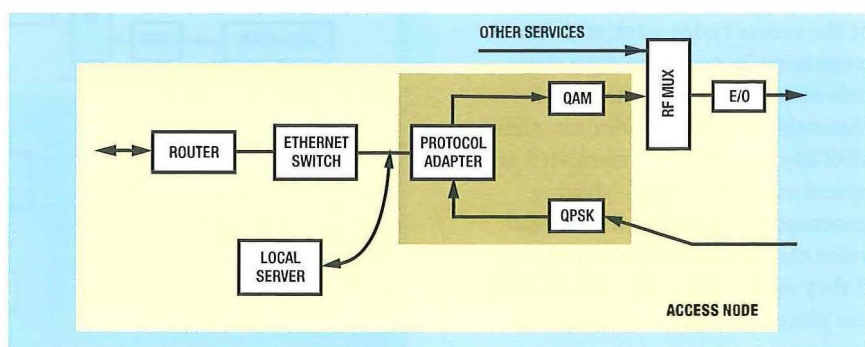 OTHER SERVICES
RF MUX
E/O
QAM
ROUTER
ETHERNET
SWITCH
PROTOCOL
ADAPTER
QPSK
LOCAL
SERVER
ACCESS NODE